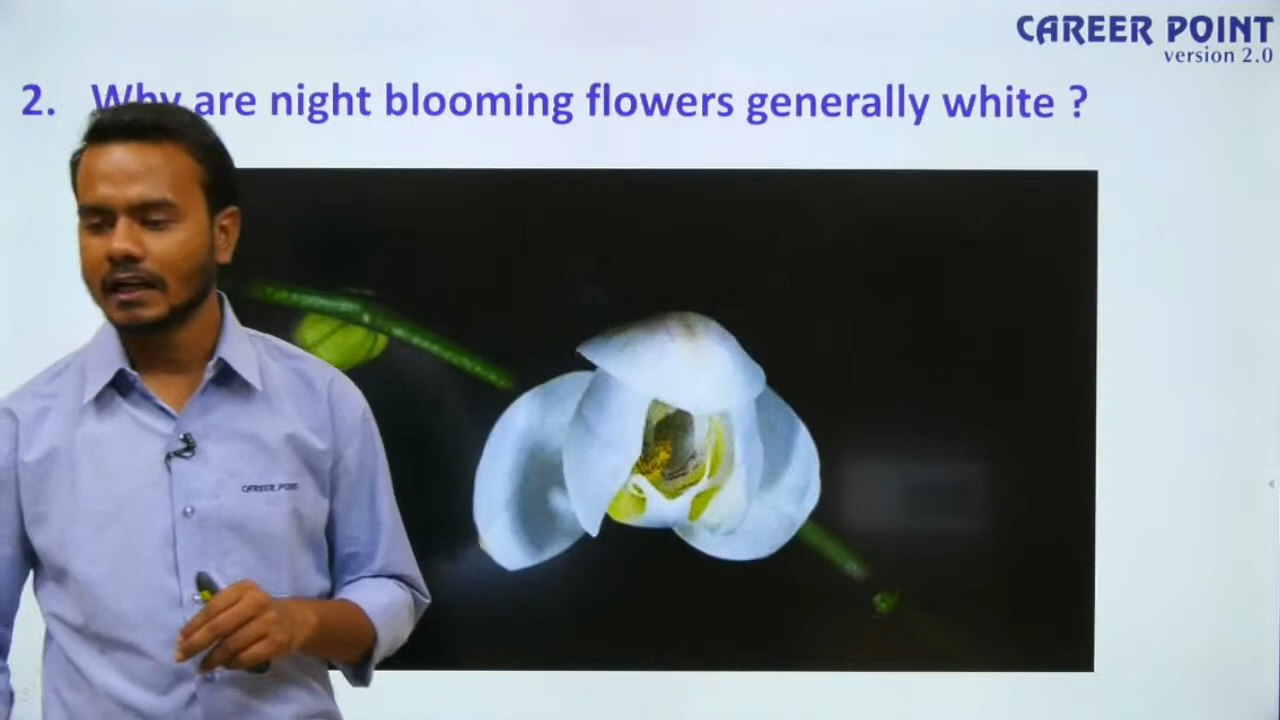 CAREER POINT
version 2.0
2. Why are night blooming flowers generally white ?
CAREER POINT